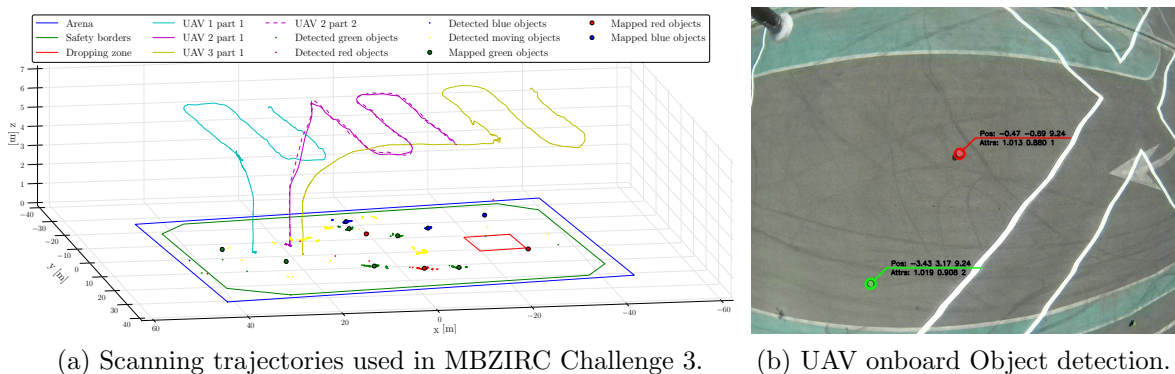 Arena
Safety borders
Dropping zone
UAV 1 part 1
UAV 2 part 1
UAV 3 part 1
UAV 2 part 2
Detected green objects
Detected red objects
Detected blue objects
Detected moving objects
Mapped green objects
Mapped red objects
Mapped blue objects
7
6
5
4
3
2
1
0
[m] z
−40
−30
−20
−10
0
10
20
30
40
y [m]
60
40
20
0
−20
−40
−60
x [m]
Pos: -0.47 -0.69 9.24
Attrs: 1.013 0.880 1
Pos: -3.43 3.17 9.24
Attrs: 1.019 0.908 2
(a) Scanning trajectories used in MBZIRC Challenge 3.
(b) UAV onboard Object detection.